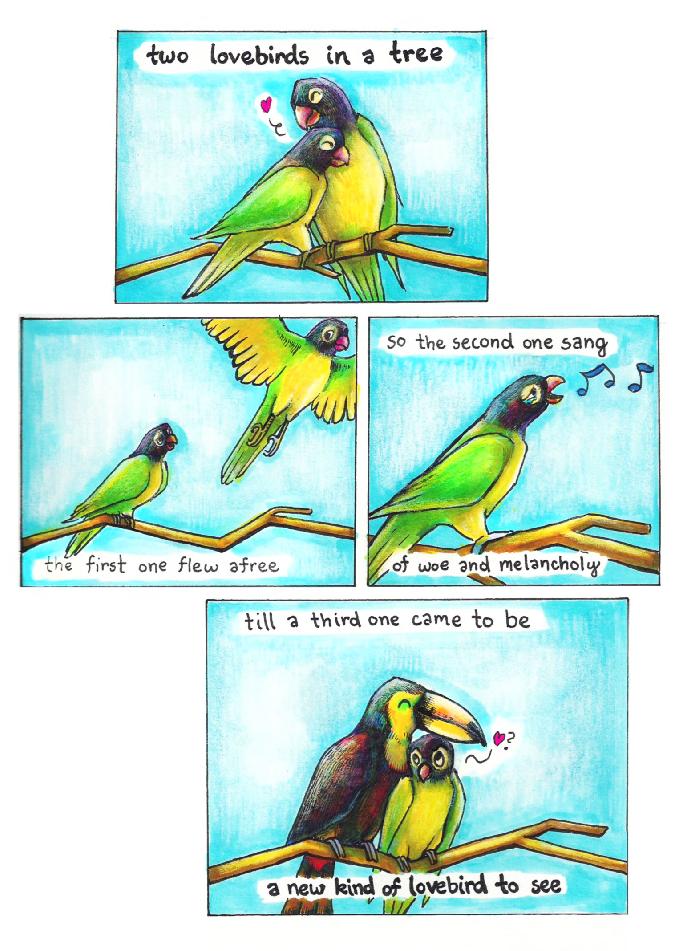 two lovebirds in a tree
the first one flew afree
so the second one sang
of woe and melancholy
till a third one came to be
?
a new kind of lovebird to see